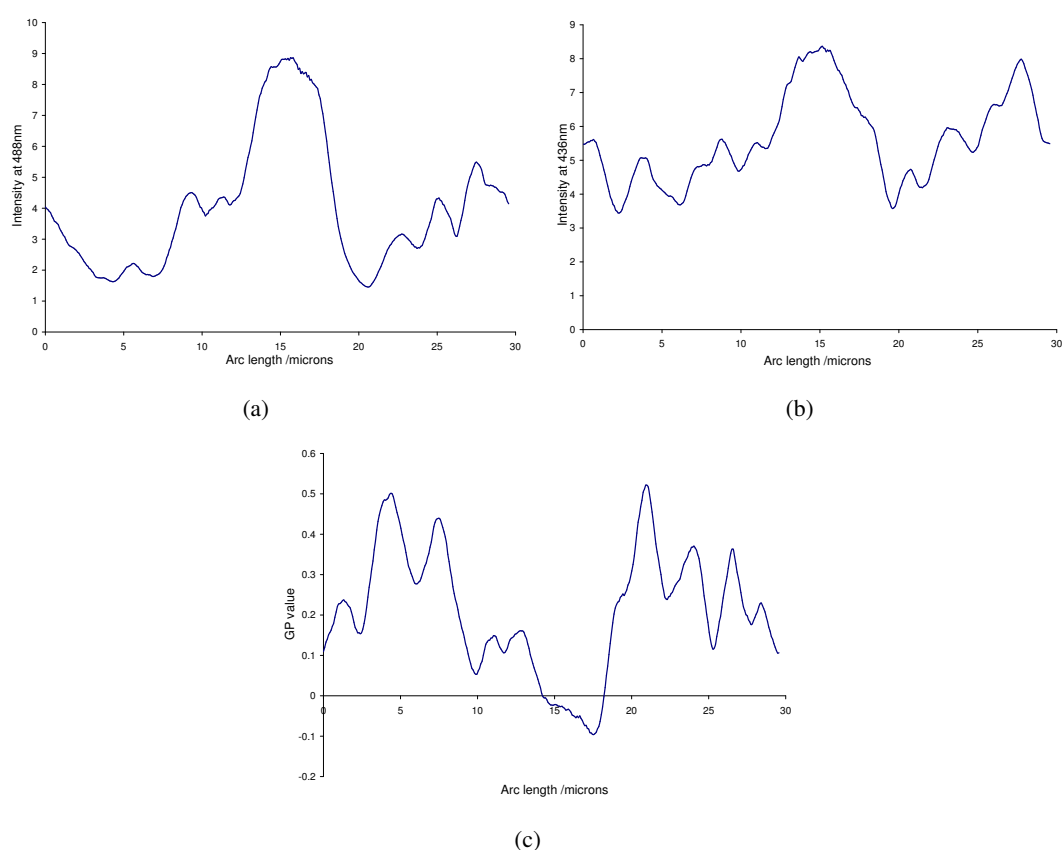 10
9
8
7
6
5
4
3
2
1
0
Intensity at 488nm
0 5 10 15 20 25 30
Arc length /microns
(a)
9
8
7
6
5
4
3
2
1
0
Intensity at 436nm
0 5 10 15 20 25 30
Arc length /microns
(b)
0.6
0.5
0.4
0.3
0.2
0.1
0
-0.1
-0.2
GP value
0 5 10 15 20 25 30
Arc length /microns
(c)